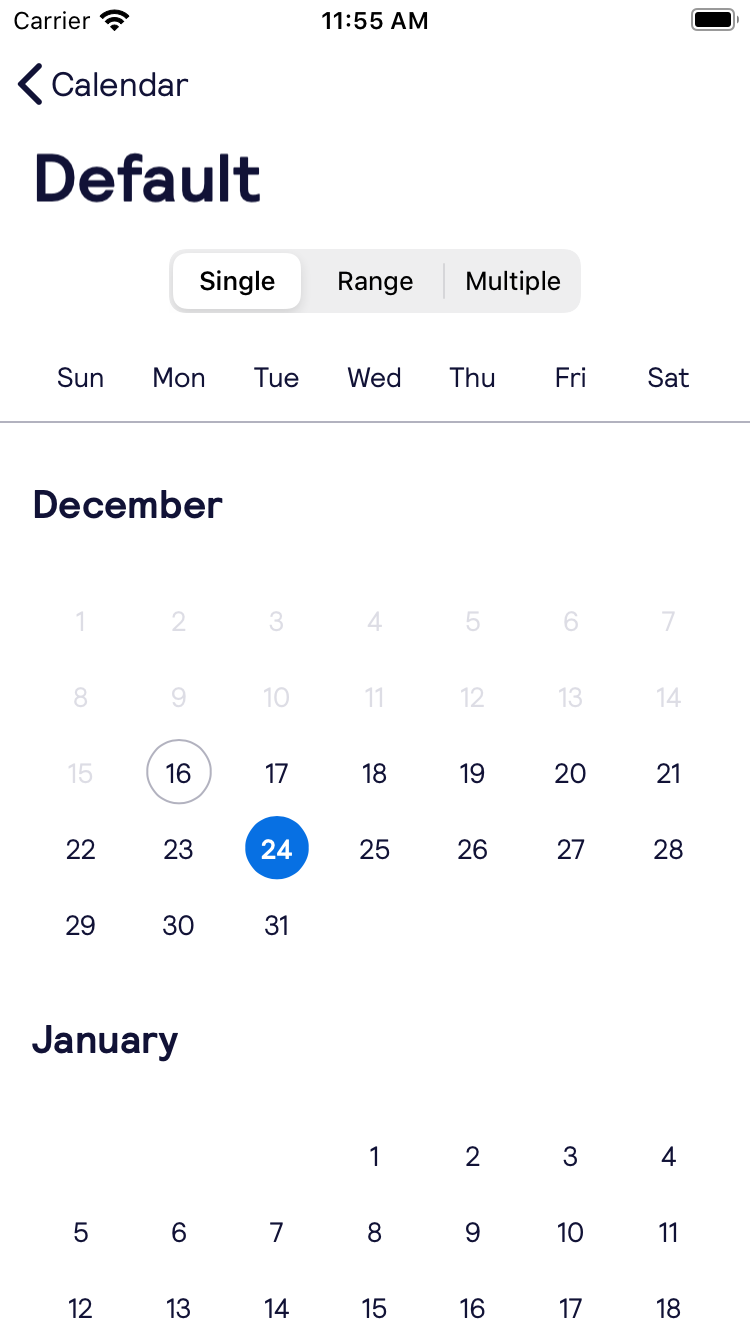 Carrier 11:55 AM
Calendar
Default
Single Range Multiple
Sun Mon Tue Wed Thu Fri Sat
December
1 2 3 4 5 6 7
8 9 10 11 12 13 14
15 16 17 18 19 20 21
22 23 24 25 26 27 28
29 30 31
January
1 2 3 4
5 6 7 8 9 10 11
12 13 14 15 16 17 18